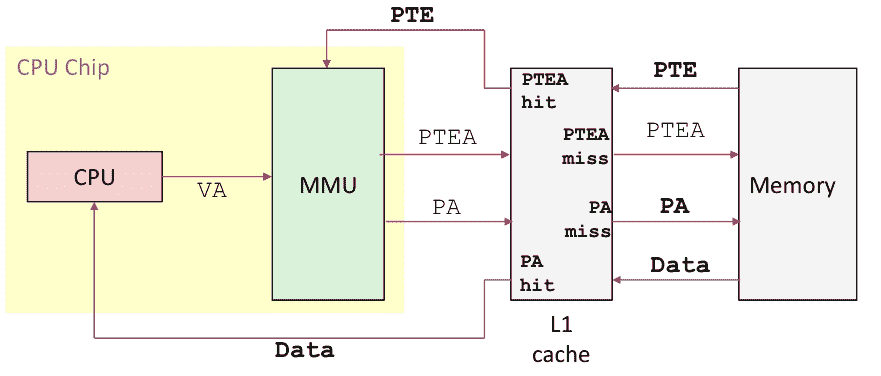 PTE
CPU Chip
CPU
VA
MMU
PTEA
PA
PTEA
hit
PTEA
miss
PA
miss
PA
hit
L1
cache
PTE
PTEA
PA
Data
Memory
Data